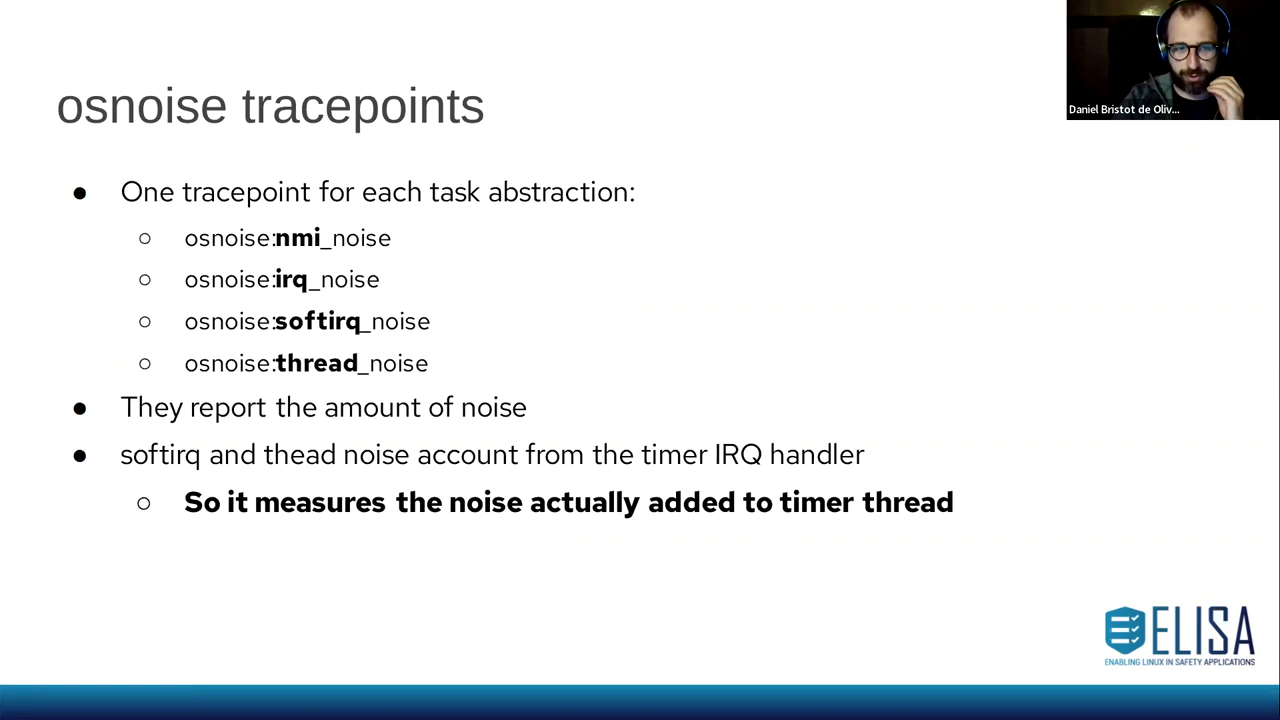 osnoise tracepoints
Daniel Bristot de Oliv...
● One tracepoint for each task abstraction:
○ osnoise:nmi_noise
○ osnoise:irq_noise
○ osnoise:softirq_noise
○ osnoise:thread_noise
● They report the amount of noise
● softirq and thead noise account from the timer IRQ handler
○ So it measures the noise actually added to timer thread
ELISA
ENABLING LINUX IN SAFETY APPLICATIONS